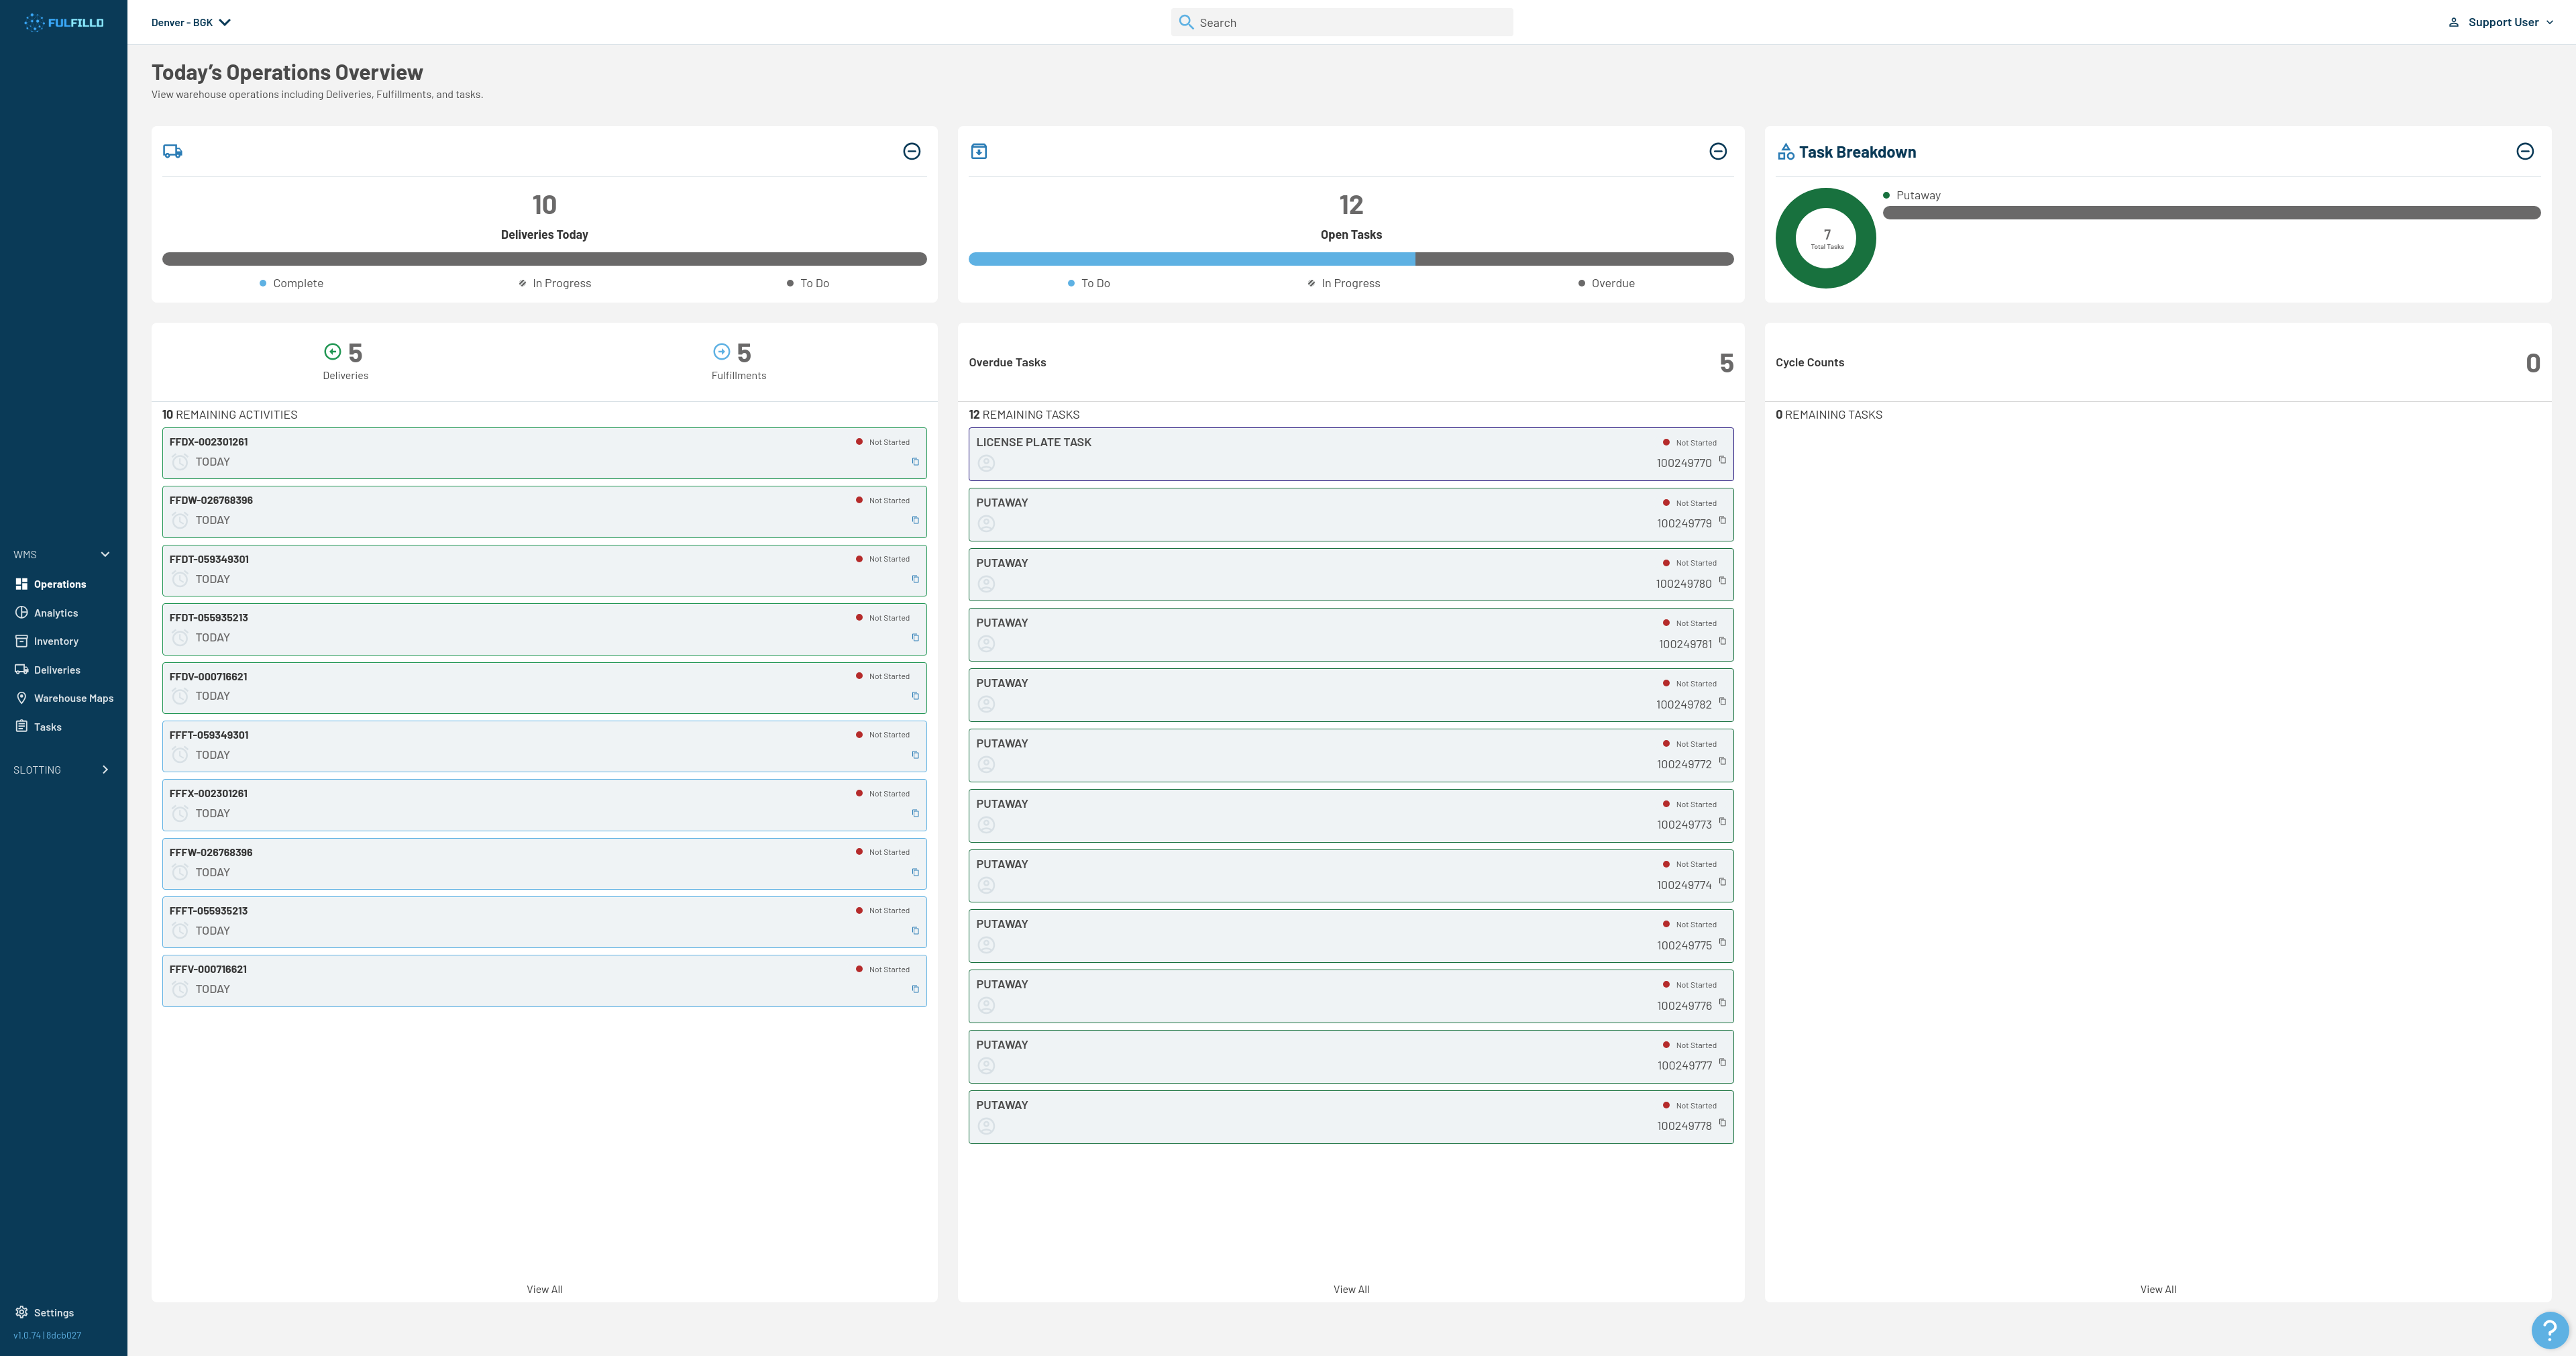 FULFILLD
Denver - BGK
Search
Support User
Today's Operations Overview
View warehouse operations including Deliveries, Fulfillments, and tasks.
10
Deliveries Today
Complete
In Progress
To Do
12
Open Tasks
To Do
In Progress
Overdue
Task Breakdown
7
Total Tasks
Putaway
WMS
Operations
Analytics
Inventory
Deliveries
Warehouse Maps
Tasks
SLOTTING
Settings
v1.0.74 | 8dcb027
5
Deliveries
5
Fulfillments
10 REMAINING ACTIVITIES
FFDX-002301261
Not Started
TODAY
FFDW-026768396
Not Started
TODAY
FFDT-059349301
Not Started
TODAY
FFDT-055935213
Not Started
TODAY
FFDV-000716621
Not Started
TODAY
FFFT-059349301
Not Started
TODAY
FFFX-002301261
Not Started
TODAY
FFFW-026768396
Not Started
TODAY
FFFT-055935213
Not Started
TODAY
FFFV-000716621
Not Started
TODAY
View All
Overdue Tasks
5
12 REMAINING TASKS
LICENSE PLATE TASK
Not Started
100249770
PUTAWAY
Not Started
100249779
PUTAWAY
Not Started
100249780
PUTAWAY
Not Started
100249781
PUTAWAY
Not Started
100249782
PUTAWAY
Not Started
100249772
PUTAWAY
Not Started
100249773
PUTAWAY
Not Started
100249774
PUTAWAY
Not Started
100249775
PUTAWAY
Not Started
100249776
PUTAWAY
Not Started
100249777
PUTAWAY
Not Started
100249778
View All
Cycle Counts
0
0 REMAINING TASKS
View All
?